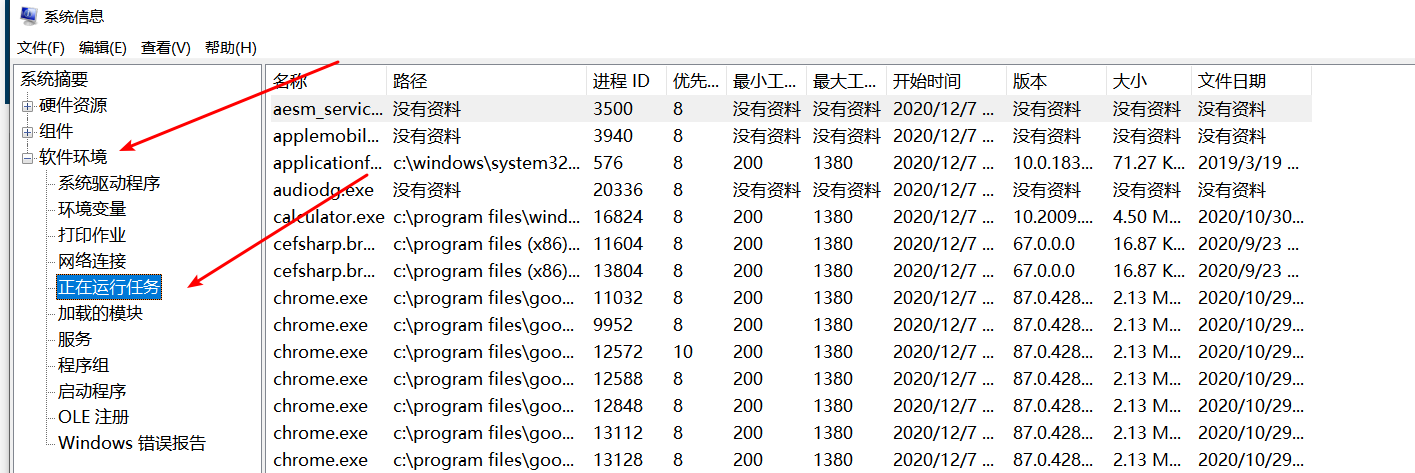 系统信息
文件(F) 编辑(E) 查看(V) 帮助(H)
系统摘要
硬件资源
组件
软件环境
系统驱动程序
环境变量
打印作业
网络连接
正在运行任务
加载的模块
服务
程序组
启动程序
OLE 注册
Windows 错误报告
名称 路径 进程 ID 优先... 最小工... 最大工... 开始时间 版本 大小 文件日期
aesm_servic... 没有资料 3500 8 没有资料 没有资料 2020/12/7 ... 没有资料 没有资料 没有资料
applemobil... 没有资料 3940 8 没有资料 没有资料 2020/12/7 ... 没有资料 没有资料 没有资料
applicationf... c:\windows\system32... 576 8 200 1380 2020/12/7 ... 10.0.183... 71.27 K... 2019/3/19 ...
audiodg.exe 没有资料 20336 8 没有资料 没有资料 2020/12/7 ... 没有资料 没有资料 没有资料
calculator.exe c:\program files\wind... 16824 8 200 1380 2020/12/7 ... 10.2009.... 4.50 M... 2020/10/30...
cefsharp.br... c:\program files (x86)... 11604 8 200 1380 2020/12/7 ... 67.0.0.0 16.87 K... 2020/9/23 ...
cefsharp.br... c:\program files (x86)... 13804 8 200 1380 2020/12/7 ... 67.0.0.0 16.87 K... 2020/9/23 ...
chrome.exe c:\program files\goo... 11032 8 200 1380 2020/12/7 ... 87.0.428... 2.13 M... 2020/10/29...
chrome.exe c:\program files\goo... 9952 8 200 1380 2020/12/7 ... 87.0.428... 2.13 M... 2020/10/29...
chrome.exe c:\program files\goo... 12572 10 200 1380 2020/12/7 ... 87.0.428... 2.13 M... 2020/10/29...
chrome.exe c:\program files\goo... 12588 8 200 1380 2020/12/7 ... 87.0.428... 2.13 M... 2020/10/29...
chrome.exe c:\program files\goo... 12848 8 200 1380 2020/12/7 ... 87.0.428... 2.13 M... 2020/10/29...
chrome.exe c:\program files\goo... 13112 8 200 1380 2020/12/7 ... 87.0.428... 2.13 M... 2020/10/29...
chrome.exe c:\program files\goo... 13128 8 200 1380 2020/12/7 ... 87.0.428... 2.13 M... 2020/10/29...